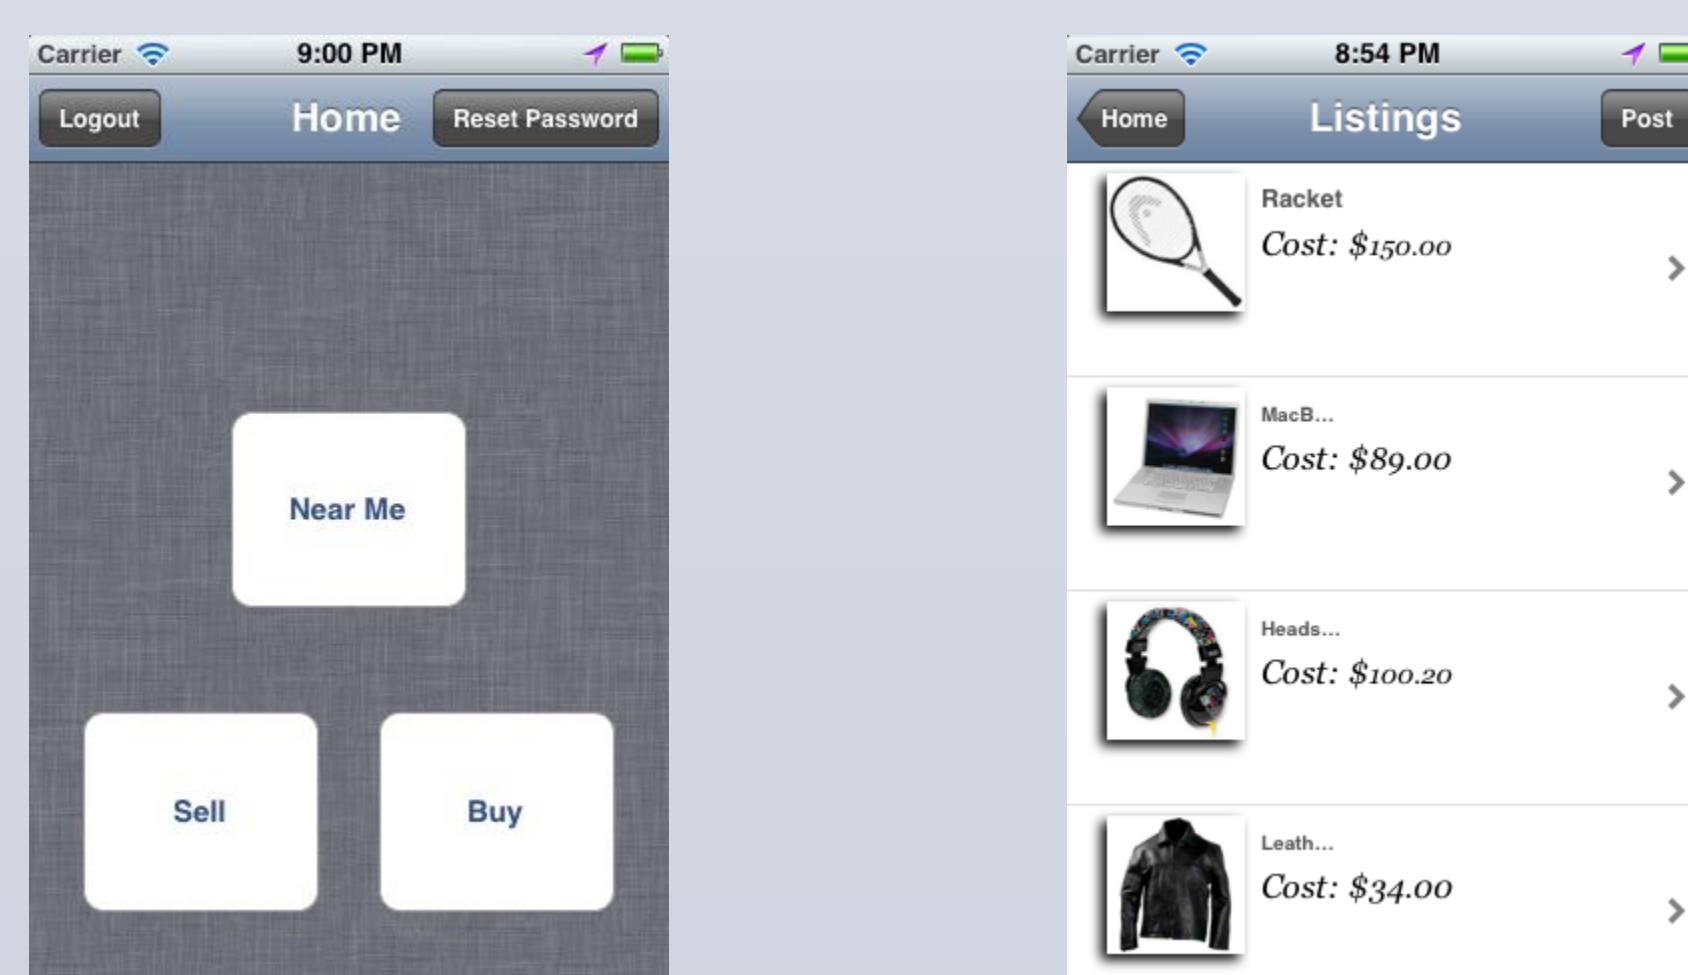 Carrier 9:00 PM
Logout Home Reset Password
Near Me
Sell Buy
Carrier 8:54 PM
Home Listings Post
Racket
Cost: $150.00
MacB...
Cost: $89.00
Heads...
Cost: $100.20
Leath...
Cost: $34.00